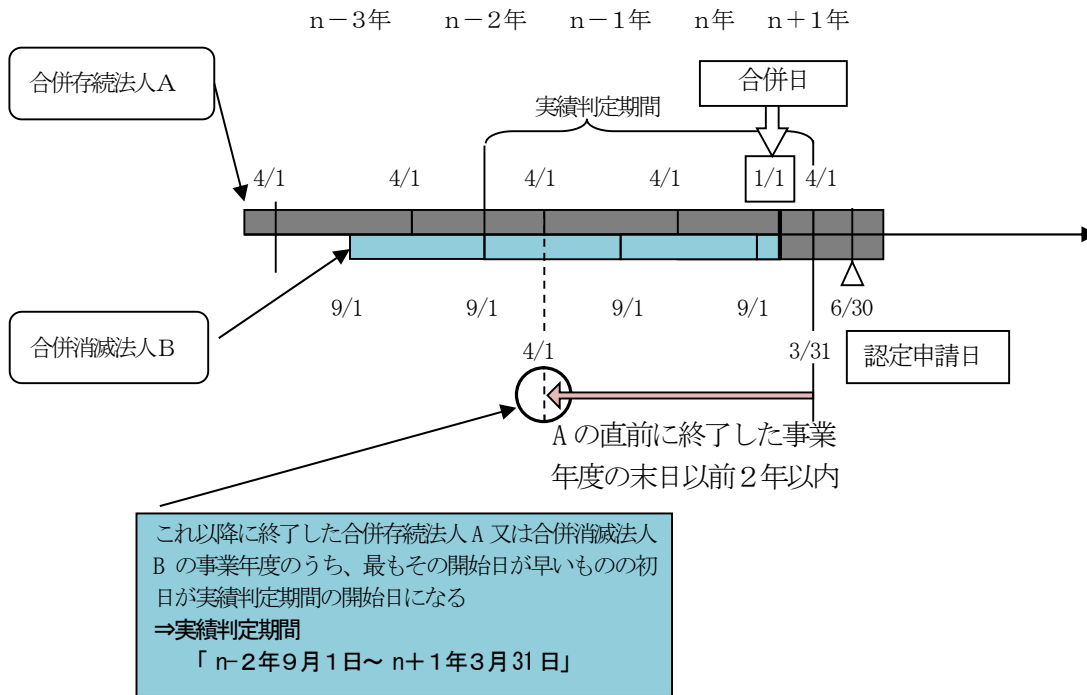 n－3年 n－2年 n－1年 n年 n＋1年
合併存続法人Ａ
合併日
実績判定期間
4/1 4/1 4/1 4/1 1/1 4/1
9/1 9/1 9/1 9/1 6/30
合併消滅法人Ｂ
4/1 3/31 認定申請日
A の直前に終了した事業
年度の末日以前２年以内
これ以降に終了した合併存続法人 A 又は合併消滅法人
B の事業年度のうち、最もその開始日が早いものの初
日が実績判定期間の開始日になる
⇒実績判定期間
「 n-２年９月１日～ n＋１年３月 31 日」